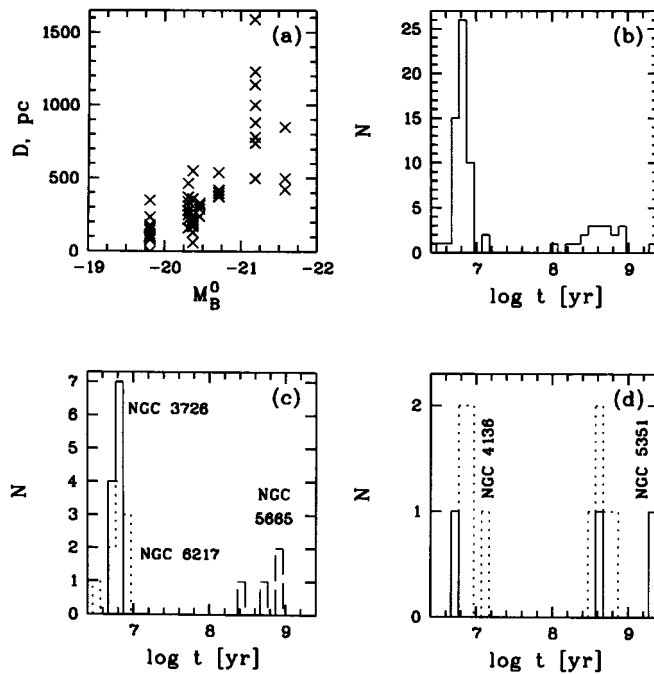 (a)
1500
1000
500
0
D, pc
-19
-20
-21
-22
M_B^0
(b)
25
20
15
10
5
0
N
7
8
9
log t [yr]
(c)
7
6
5
4
3
2
1
0
N
NGC 3726
NGC
5665
NGC 6217
7
8
9
log t [yr]
(d)
2
1
0
N
NGC 4136
NGC 5351
7
8
9
log t [yr]